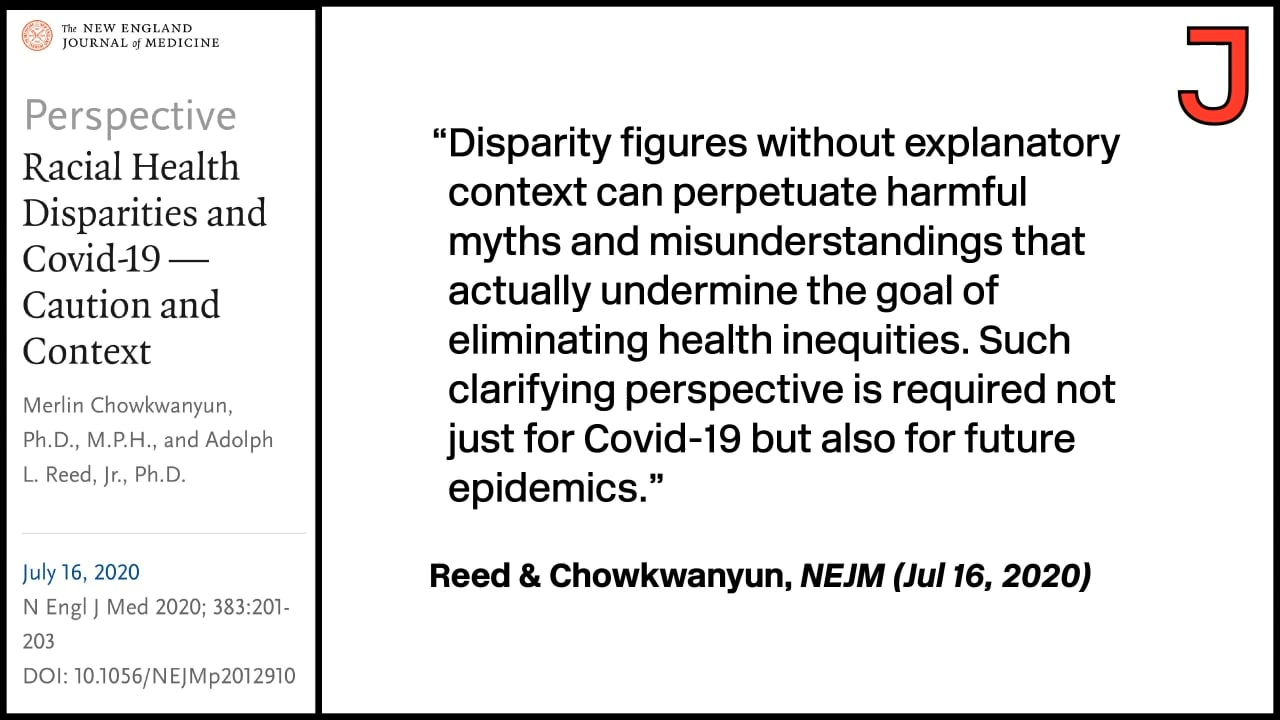 The NEW ENGLAND
JOURNAL of MEDICINE
Perspective
Racial Health
Disparities and
Covid-19 —
Caution and
Context
Merlin Chowkwanyun,
Ph.D., M.P.H., and Adolph
L. Reed, Jr., Ph.D.
July 16, 2020
N Engl J Med 2020; 383:201-
203
DOI: 10.1056/NEJMp2012910
J
“Disparity figures without explanatory
context can perpetuate harmful
myths and misunderstandings that
actually undermine the goal of
eliminating health inequities. Such
clarifying perspective is required not
just for Covid-19 but also for future
epidemics.”
Reed & Chowkwanyun, NEJM (Jul 16, 2020)